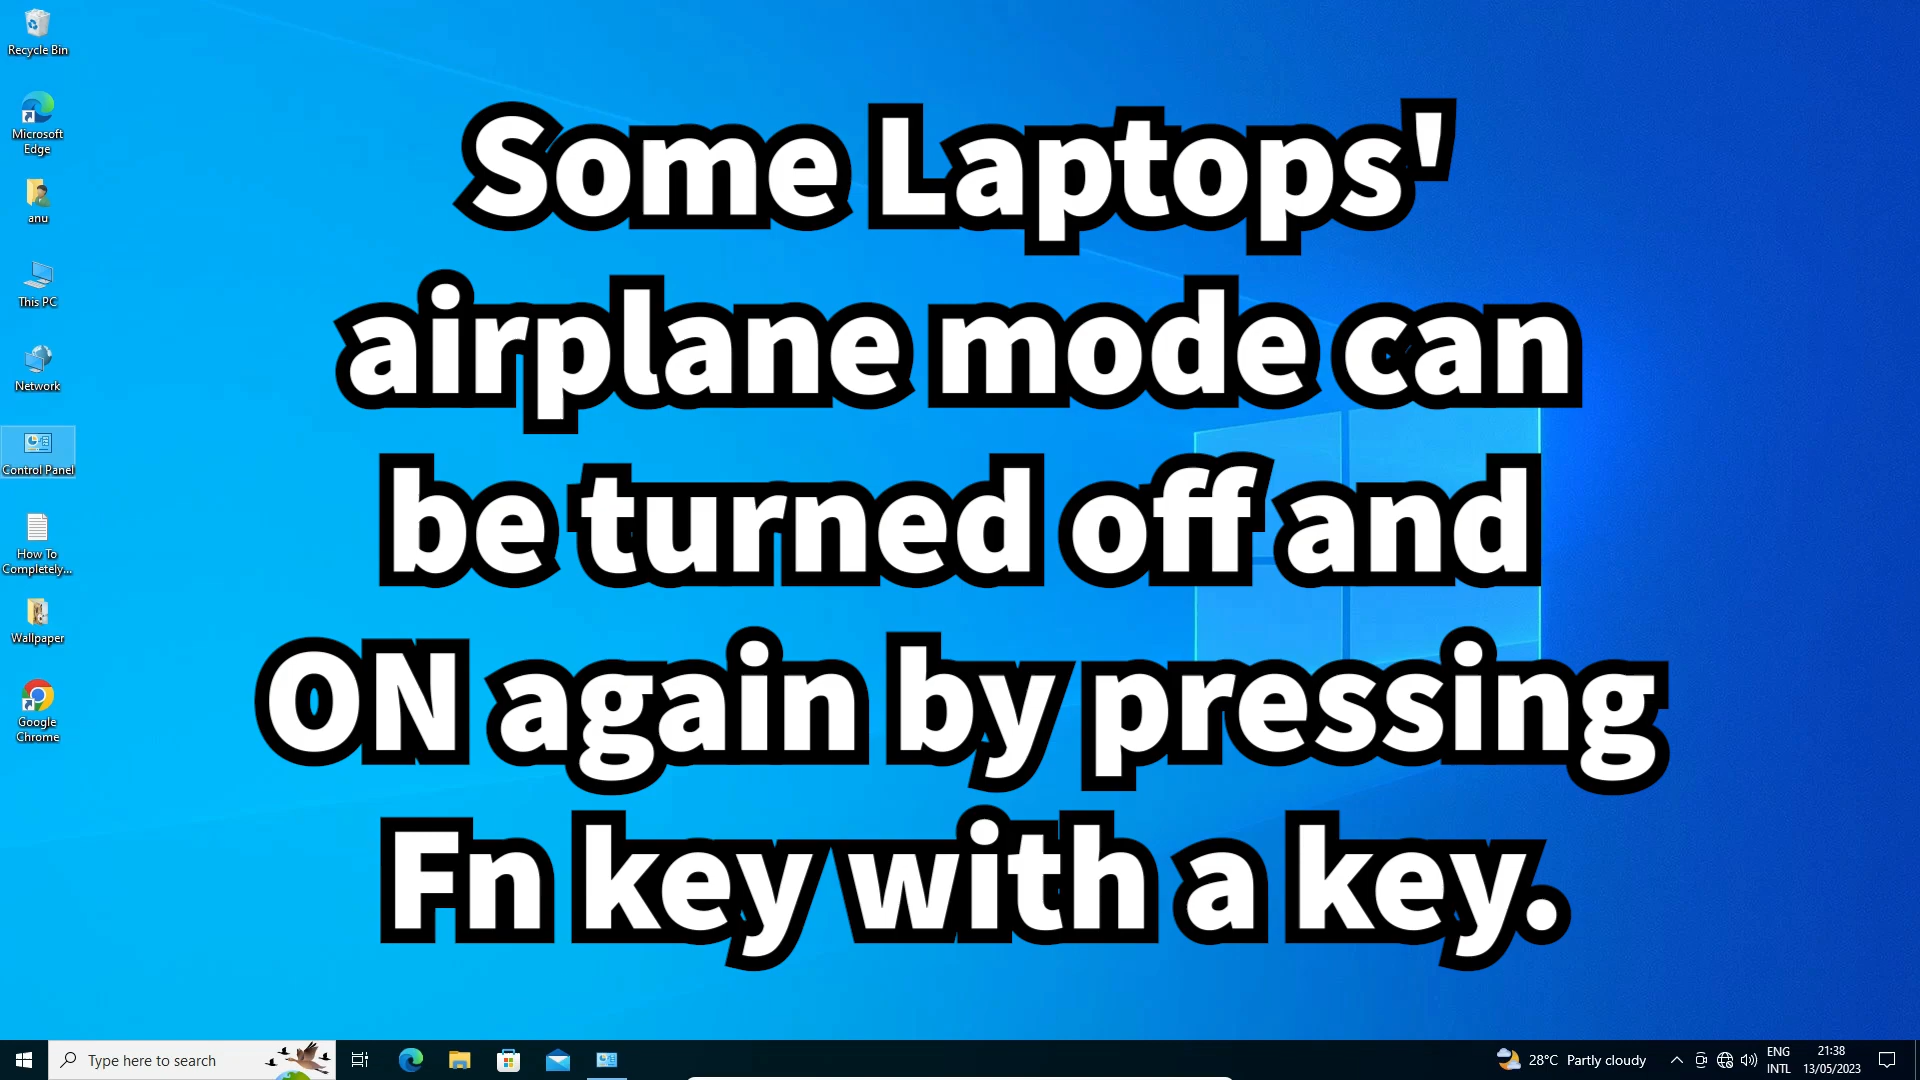 Recycle Bin
Microsoft
Edge
anu
This PC
Network
Control Panel
How To
Completely...
Wallpaper
Google
Chrome
Some Laptops'
airplane mode can
be turned off and
ON again by pressing
Fn key with a key.
Type here to search
28°C Partly cloudy
ENG
INTL
21:38
13/05/2023